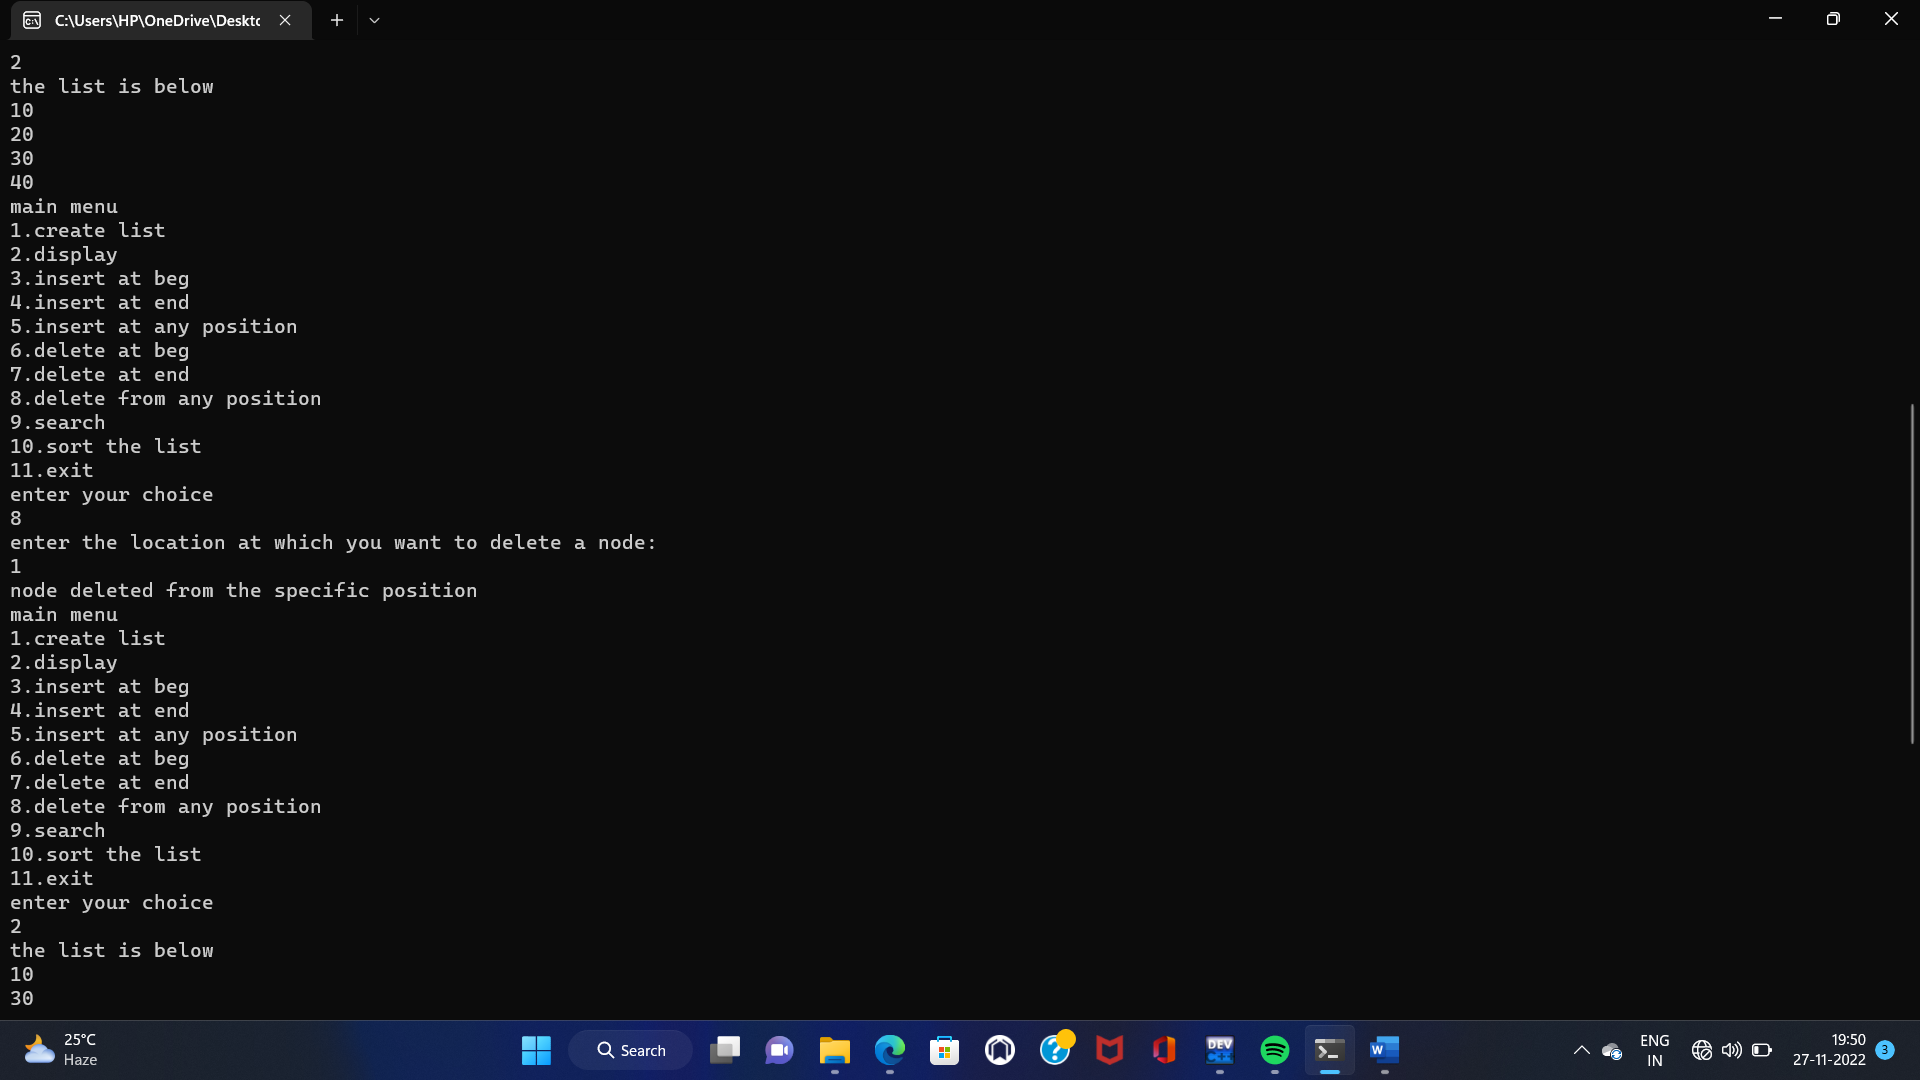 C:\Users\HP\OneDrive\Deskto
2
the list is below
10
20
30
40
main menu
1.create list
2.display
3.insert at beg
4.insert at end
5.insert at any position
6.delete at beg
7.delete at end
8.delete from any position
9.search
10.sort the list
11.exit
enter your choice
8
enter the location at which you want to delete a node:
1
node deleted from the specific position
main menu
1.create list
2.display
3.insert at beg
4.insert at end
5.insert at any position
6.delete at beg
7.delete at end
8.delete from any position
9.search
10.sort the list
11.exit
enter your choice
2
the list is below
10
30
25°C
Haze
Search
DEV
C++
W
ENG
IN
19:50
27-11-2022
3